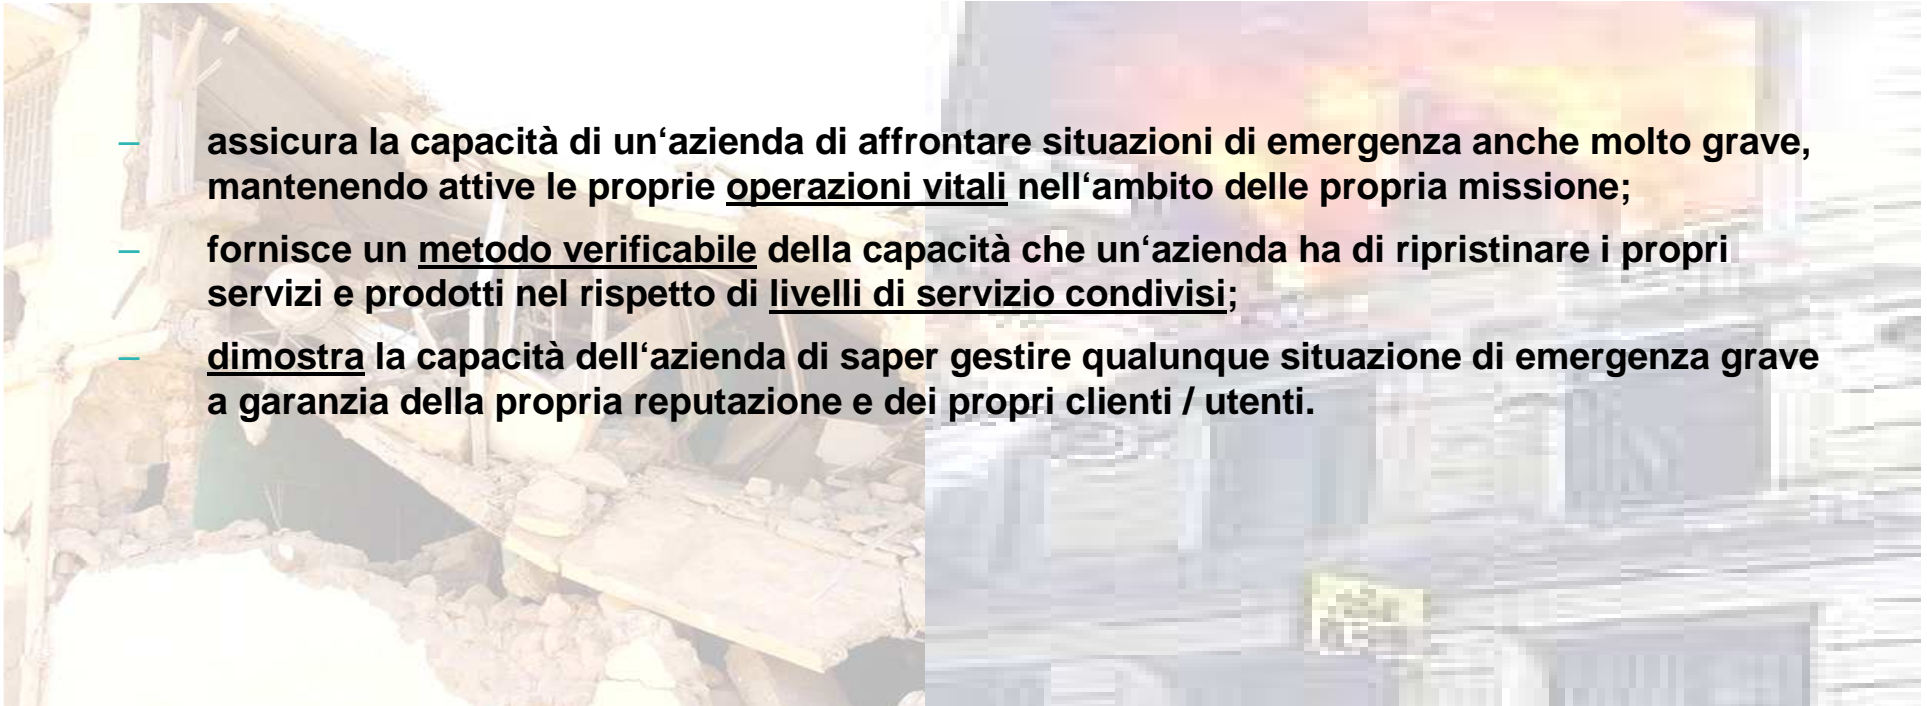 – assicura la capacità di un‘azienda di affrontare situazioni di emergenza anche molto grave,
mantenendo attive le proprie operazioni vitali nell‘ambito delle propria missione;
– fornisce un metodo verificabile della capacità che un‘azienda ha di ripristinare i propri
servizi e prodotti nel rispetto di livelli di servizio condivisi;
– dimostra la capacità dell‘azienda di saper gestire qualunque situazione di emergenza grave
a garanzia della propria reputazione e dei propri clienti / utenti.